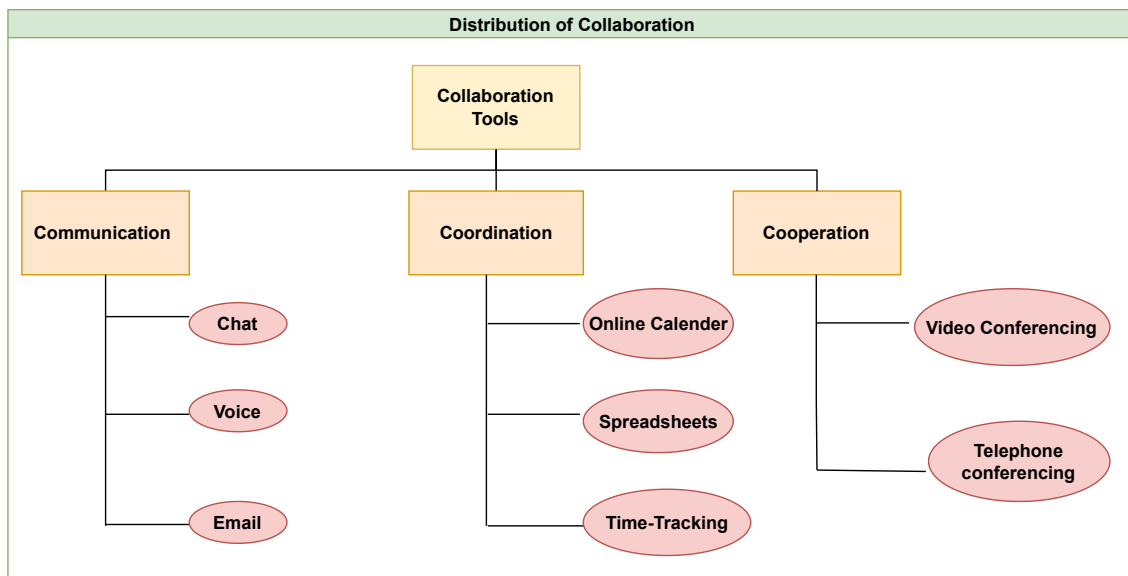 Distribution of Collaboration
Collaboration
Tools
Communication
Coordination
Cooperation
Chat
Online Calender
Video Conferencing
Voice
Spreadsheets
Telephone
conferencing
Email
Time-Tracking